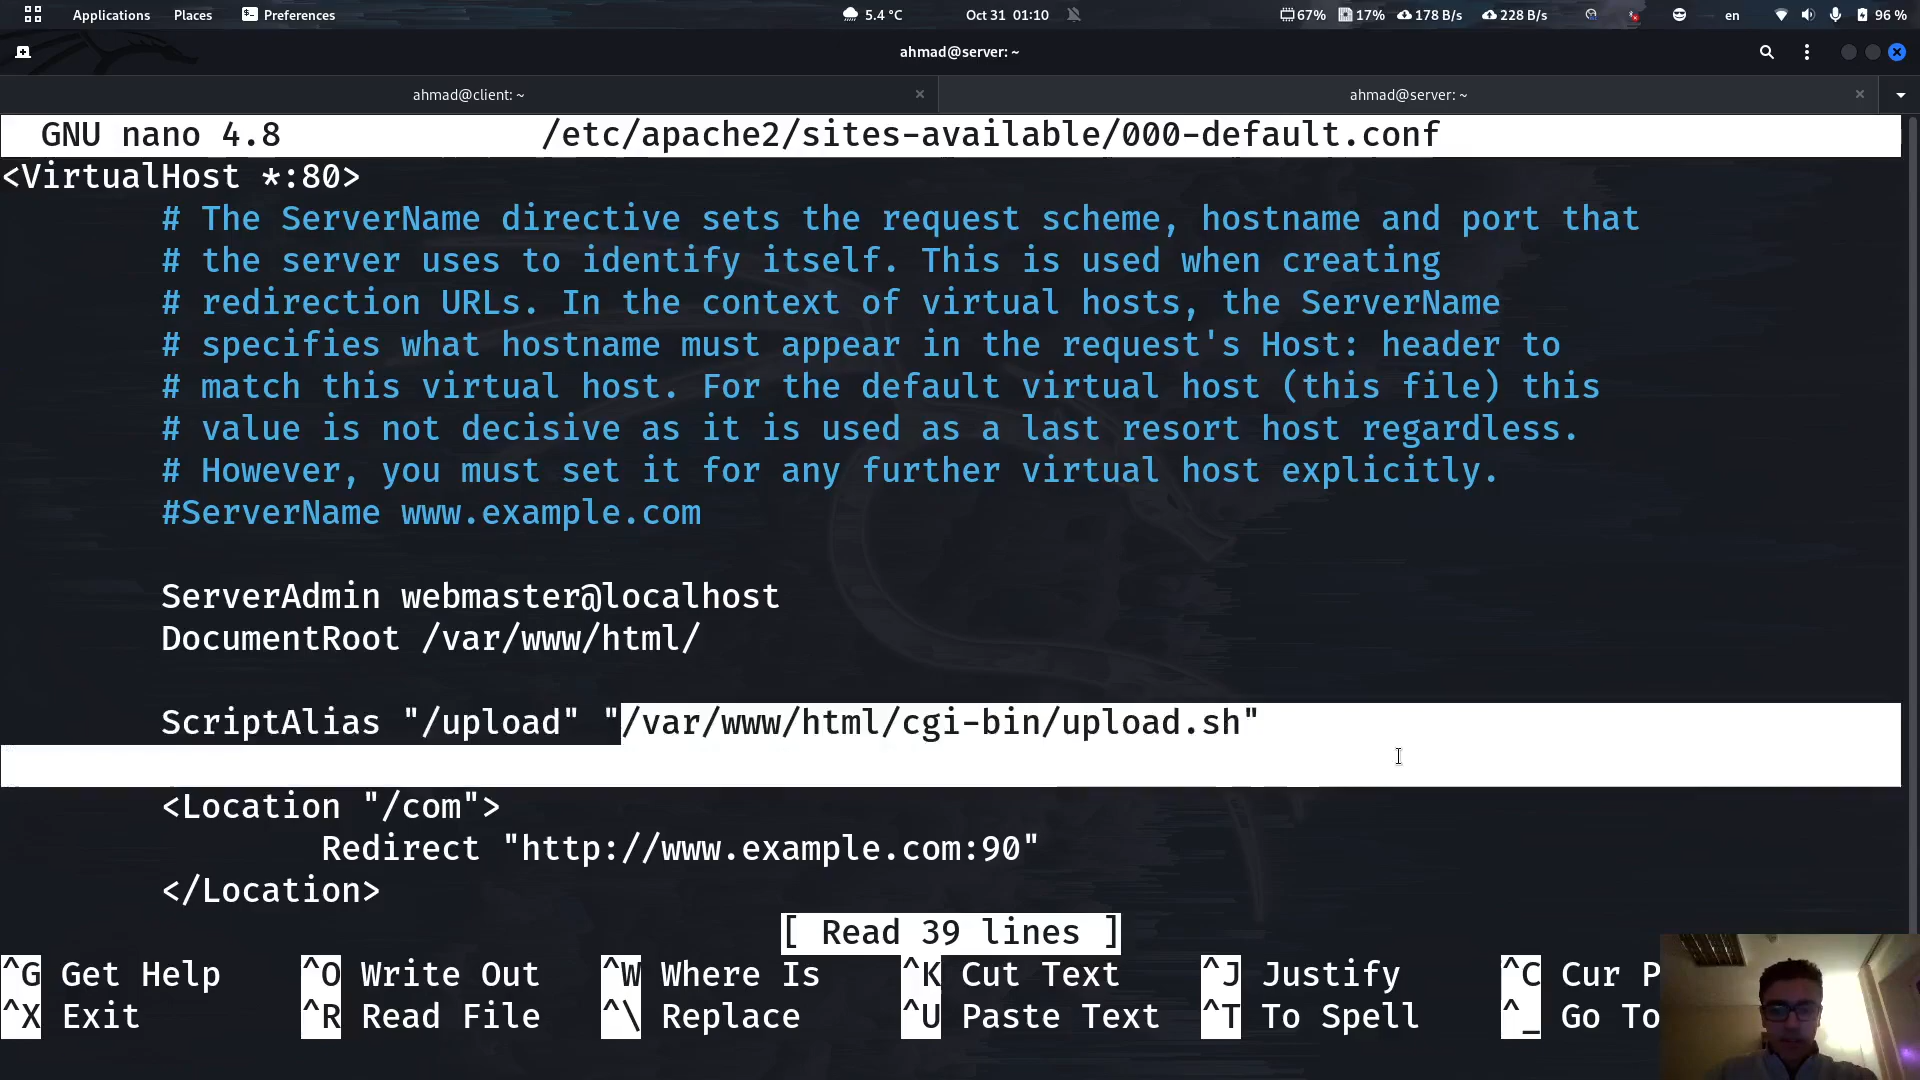 Applications Places Preferences 5.4 °C Oct 31 01:10 67% 17% 178 B/s 228 B/s en 96 %
ahmad@server: ~
ahmad@client: ~ ahmad@server: ~
GNU nano 4.8 /etc/apache2/sites-available/000-default.conf
<VirtualHost *:80>
# The ServerName directive sets the request scheme, hostname and port that
# the server uses to identify itself. This is used when creating
# redirection URLs. In the context of virtual hosts, the ServerName
# specifies what hostname must appear in the request's Host: header to
# match this virtual host. For the default virtual host (this file) this
# value is not decisive as it is used as a last resort host regardless.
# However, you must set it for any further virtual host explicitly.
#ServerName www.example.com
ServerAdmin webmaster@localhost
DocumentRoot /var/www/html/
ScriptAlias "/upload" "/var/www/html/cgi-bin/upload.sh"
<Location "/com">
Redirect "http://www.example.com:90"
</Location>
[ Read 39 lines ]
^G Get Help ^O Write Out ^W Where Is ^K Cut Text ^J Justify ^C Cur P
^X Exit ^R Read File ^\ Replace ^U Paste Text ^T To Spell ^_ Go To